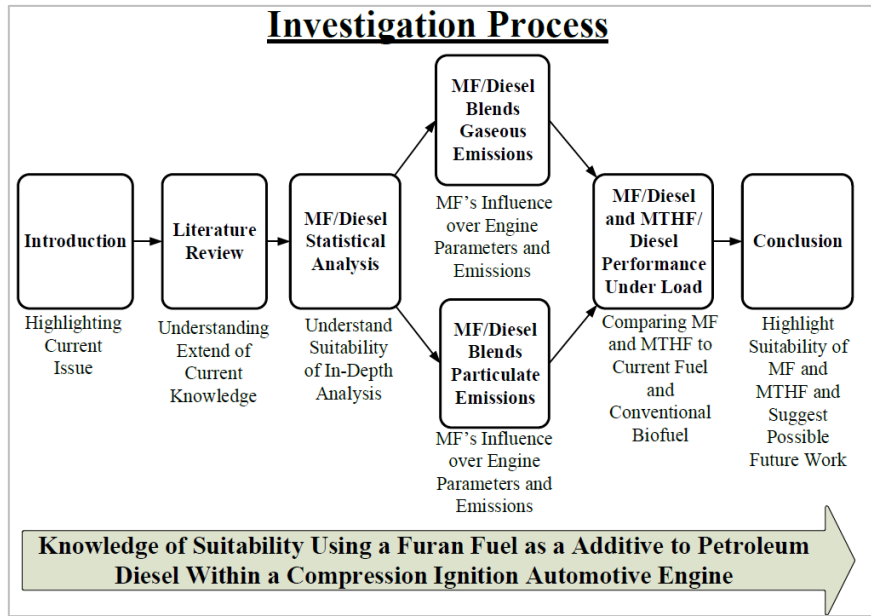 Investigation Process
Introduction
Highlighting
Current
Issue
Literature
Review
Understanding
Extend of
Current
Knowledge
MF/Diesel
Statistical
Analysis
Understand
Suitability
of In-Depth
Analysis
MF/Diesel
Blends
Gaseous
Emissions
MF's Influence
over Engine
Parameters and
Emissions
MF/Diesel
Blends
Particulate
Emissions
MF's Influence
over Engine
Parameters and
Emissions
MF/Diesel
and MTHF/
Diesel
Performance
Under Load
Comparing MF
and MTHF to
Current Fuel
and
Conventional
Biofuel
Conclusion
Highlight
Suitability of
MF and
MTHF and
Suggest
Possible
Future Work
Knowledge of Suitability Using a Furan Fuel as a Additive to Petroleum
Diesel Within a Compression Ignition Automotive Engine